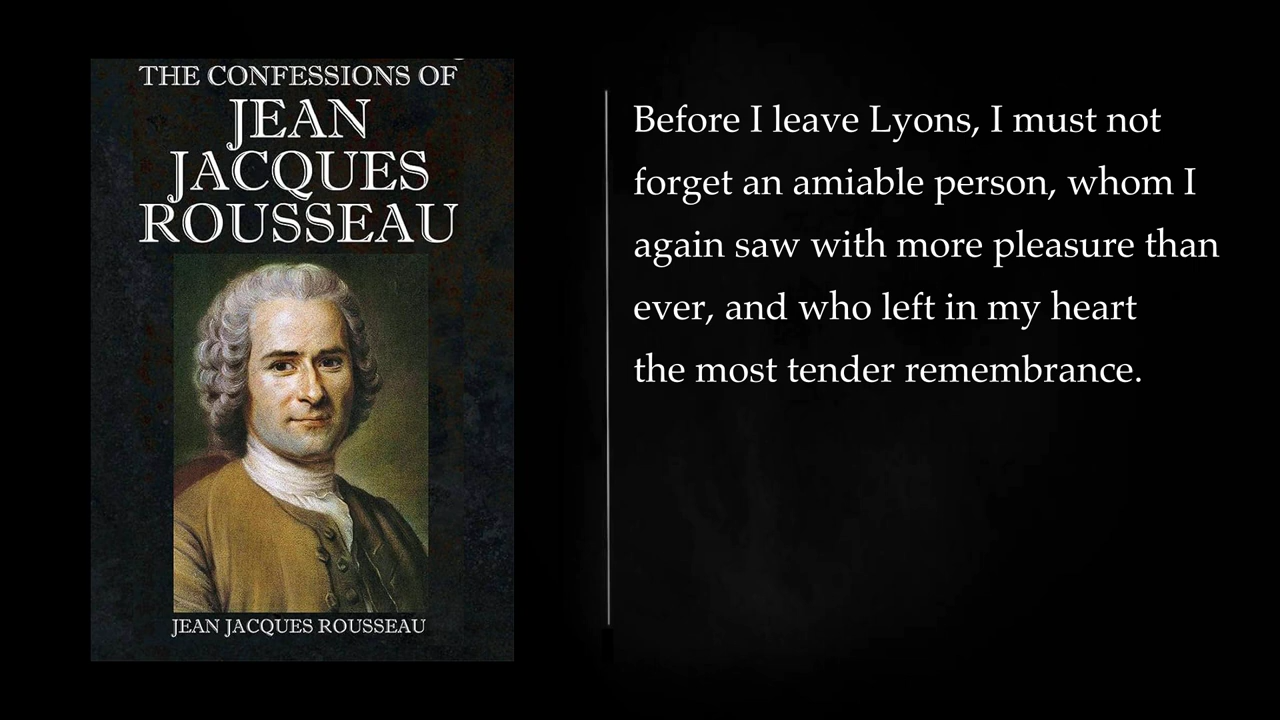 THE CONFESSIONS OF
JEAN
JACQUES
ROUSSEAU
JEAN JACQUES ROUSSEAU
Before I leave Lyons, I must not
forget an amiable person, whom I
again saw with more pleasure than
ever, and who left in my heart
the most tender remembrance.